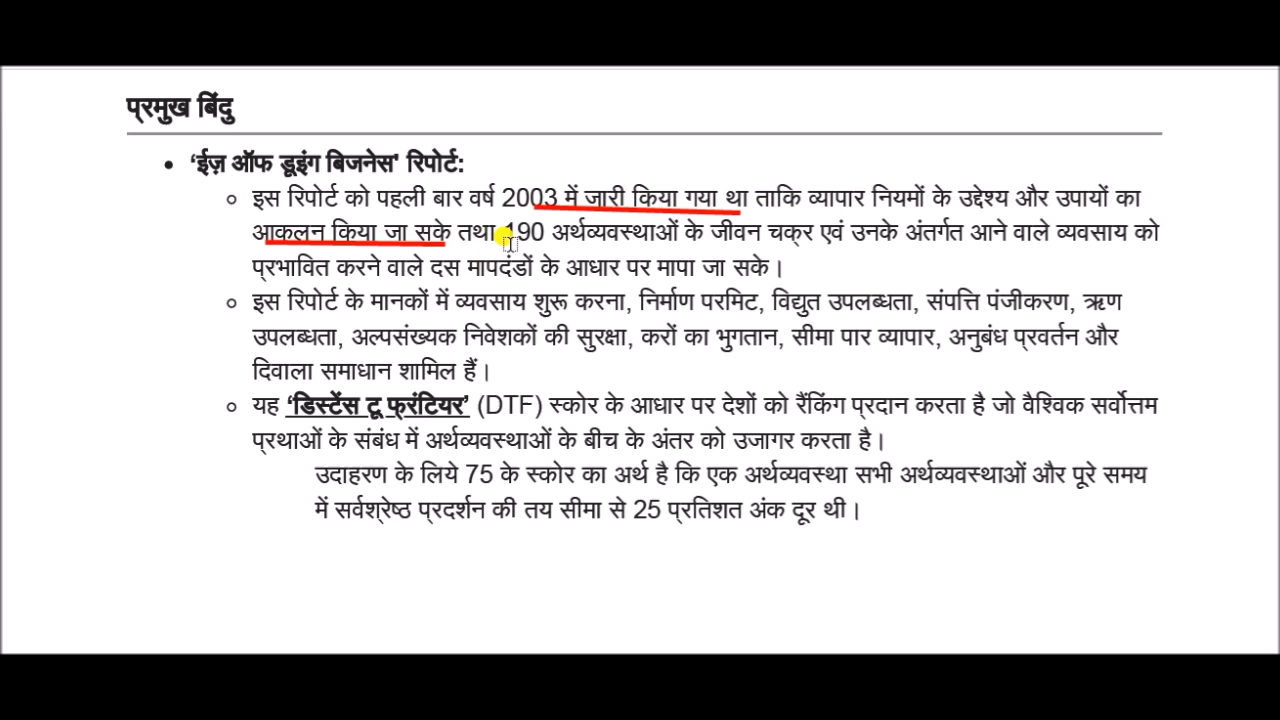 प्रमुख बिंदु
• ‘ईज़ ऑफ डूइंग बिजनेस' रिपोर्ट:
○ इस रिपोर्ट को पहली बार वर्ष 2003 में जारी किया गया था ताकि व्यापार नियमों के उद्देश्य और उपायों का
आकलन किया जा सके तथा 190 अर्थव्यवस्थाओं के जीवन चक्र एवं उनके अंतर्गत आने वाले व्यवसाय को
प्रभावित करने वाले दस मापदंडों के आधार पर मापा जा सके।
○ इस रिपोर्ट के मानकों में व्यवसाय शुरू करना, निर्माण परमिट, विद्युत उपलब्धता, संपत्ति पंजीकरण, ऋण
उपलब्धता, अल्पसंख्यक निवेशकों की सुरक्षा, करों का भुगतान, सीमा पार व्यापार, अनुबंध प्रवर्तन और
दिवाला समाधान शामिल हैं।
○ यह ‘डिस्टेंस टू फ्रंटियर’ (DTF) स्कोर के आधार पर देशों को रैंकिंग प्रदान करता है जो वैश्विक सर्वोत्तम
प्रथाओं के संबंध में अर्थव्यवस्थाओं के बीच के अंतर को उजागर करता है।
उदाहरण के लिये 75 के स्कोर का अर्थ है कि एक अर्थव्यवस्था सभी अर्थव्यवस्थाओं और पूरे समय
में सर्वश्रेष्ठ प्रदर्शन की तय सीमा से 25 प्रतिशत अंक दूर थी।